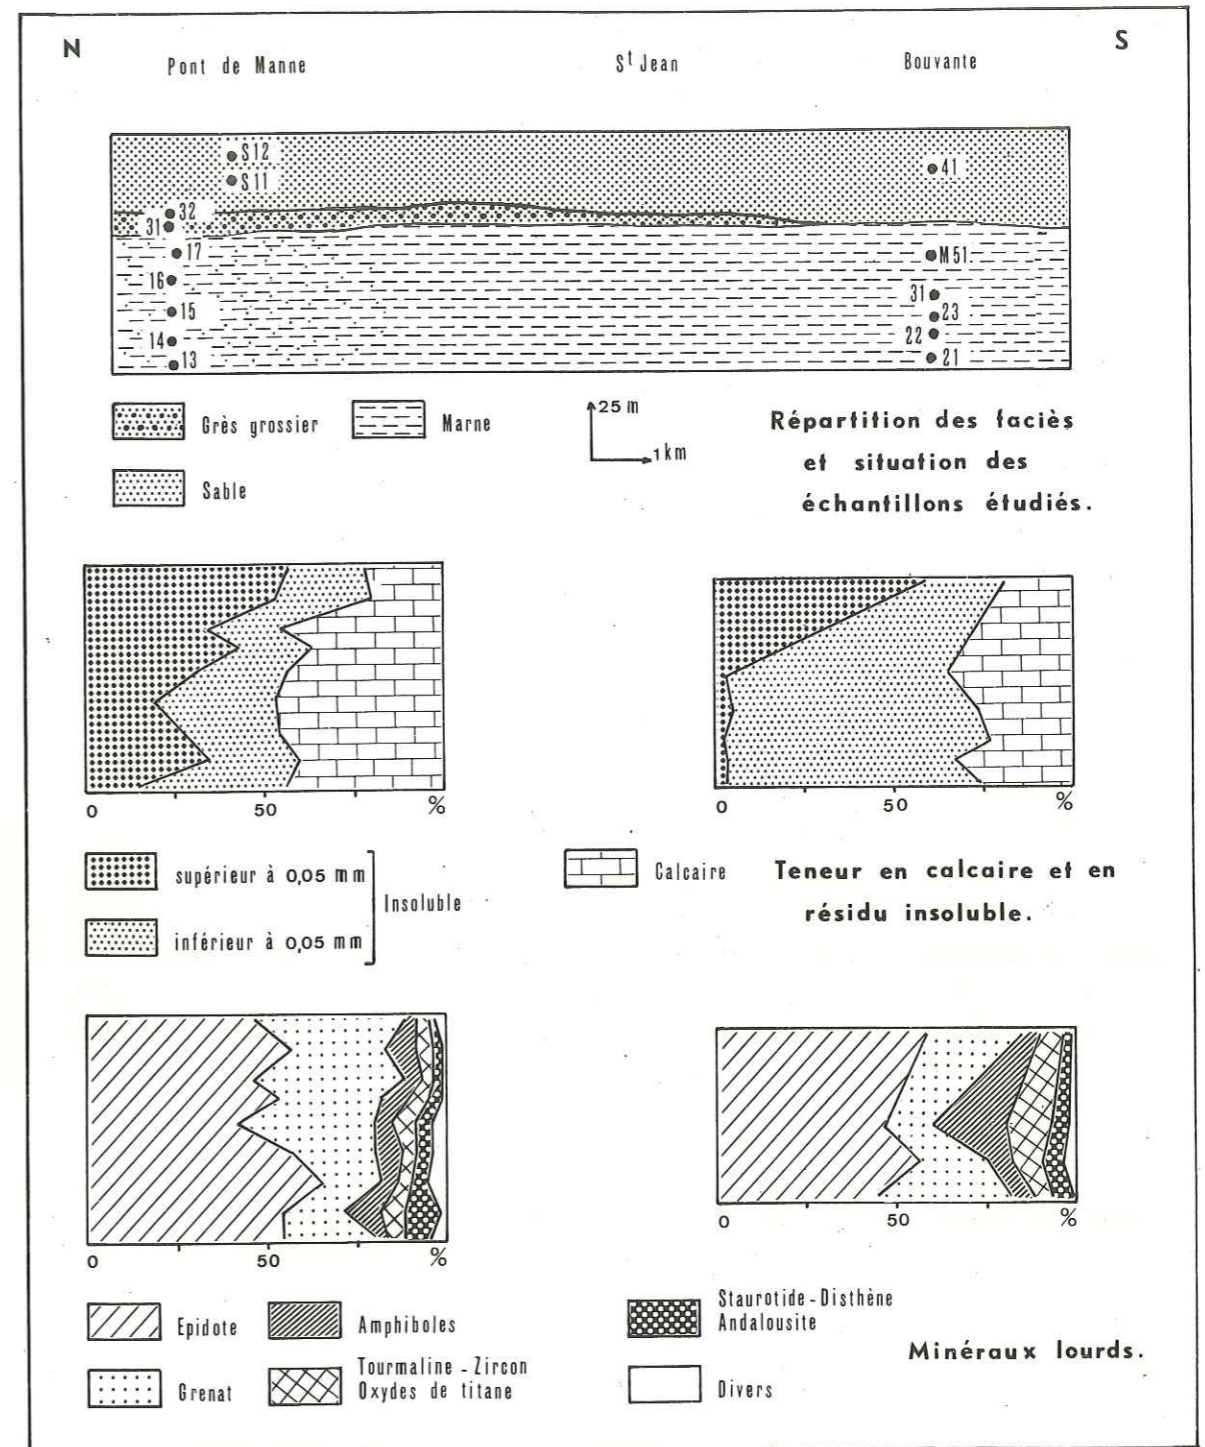 N
S
Pont de Manne
St Jean
Bouvante
S12
S11
41
32
31
17
M51
16
31
15
23
22
14
13
21
Grès grossier
Marne
25 m
1 km
Sable
Répartition des faciès
et situation des
échantillons étudiés.
0 50 %
0 50 %
supérieur à 0,05 mm
inférieur à 0,05 mm
Insoluble
Calcaire
Teneur en calcaire et en
résidu insoluble.
0 50 %
0 50 %
Epidote
Amphiboles
Staurotide-Disthène
Andalousite
Grenat
Tourmaline - Zircon
Oxydes de titane
Divers
Minéraux lourds.